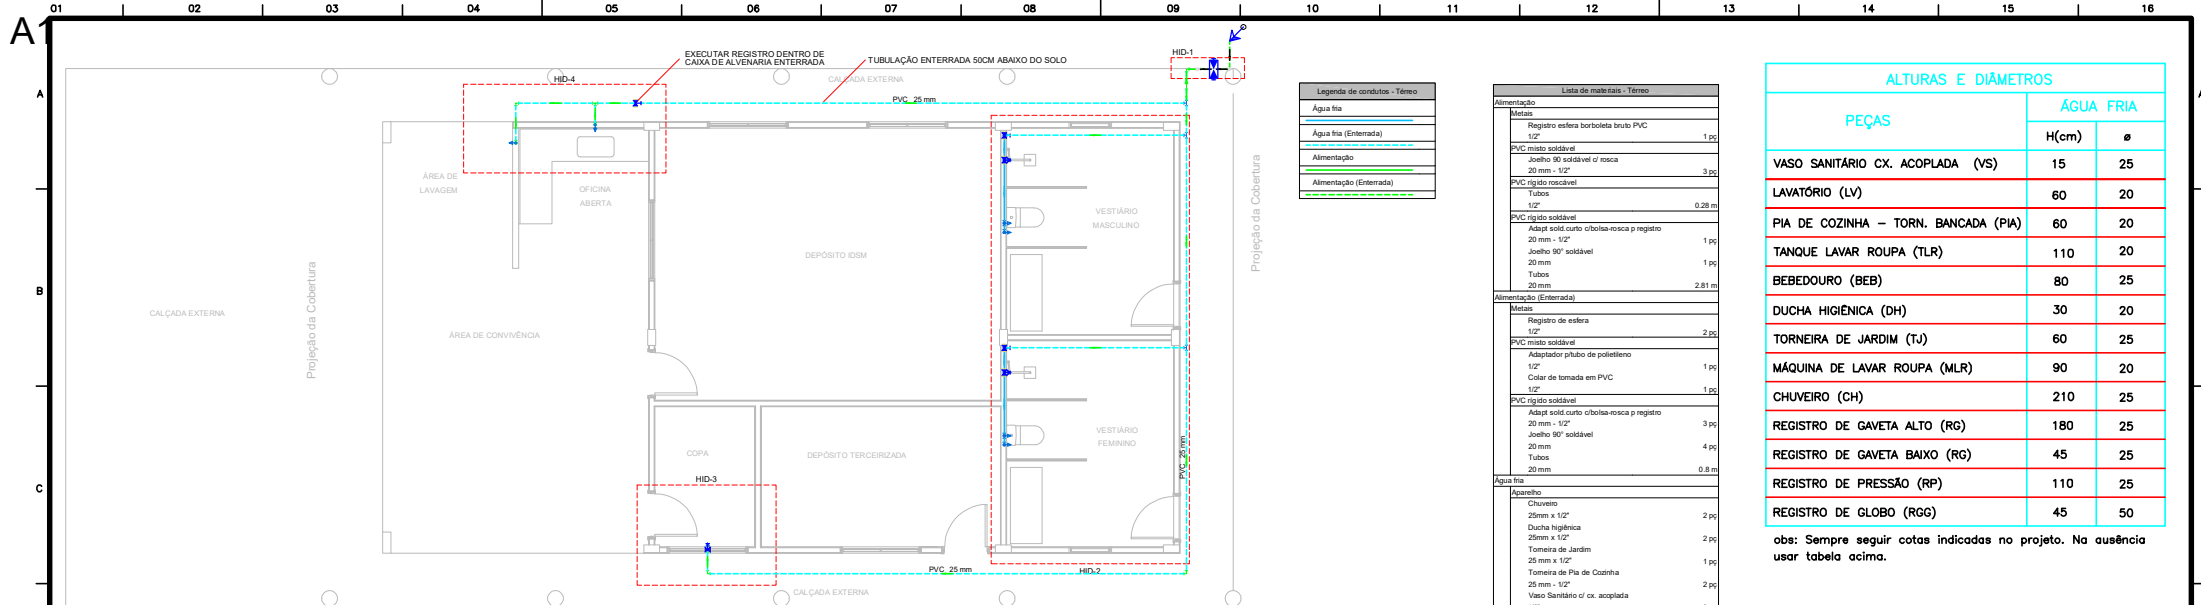 01 02 03 04 05 06 07 08 09 10 11 12 13 14 15 16
A1
A
B
C
A
EXECUTAR REGISTRO DENTRO DE
CAIXA DE ALVENARIA ENTERRADA
TUBULAÇÃO ENTERRADA 50CM ABAIXO DO SOLO
HID-1
HID-4
CALÇADA EXTERNA
PVC 25 mm
ÁREA DE
LAVAGEM
OFICINA
ABERTA
VESTIÁRIO
MASCULINO
DEPÓSITO IDSM
Projeção da Cobertura
Projeção da Cobertura
CALÇADA EXTERNA
ÁREA DE CONVIVÊNCIA
COPA
DEPÓSITO TERCEIRIZADA
VESTIÁRIO
FEMININO
PVC 25 mm
HID-3
PVC 25 mm
HID-2
CALÇADA EXTERNA
Legenda de condutos - Térreo
Água fria
Água fria (Enterrada)
Alimentação
Alimentação (Enterrada)
Lista de materiais - Térreo
Alimentação
Metais
Registro esfera borboleta bruto PVC
1/2" 1 pç
PVC misto soldável
Joelho 90 soldável c/ rosca
20 mm - 1/2" 3 pç
PVC rígido roscável
Tubos
1/2" 0.28 m
PVC rígido soldável
Adapt sold.curto c/bolsa-rosca p registro
20 mm - 1/2" 1 pç
Joelho 90° soldável
20 mm 1 pç
Tubos
20 mm 2.81 m
Alimentação (Enterrada)
Metais
Registro de esfera
1/2" 2 pç
PVC misto soldável
Adaptador p/tubo de polietileno
1/2" 1 pç
Colar de tomada em PVC
1/2" 1 pç
PVC rígido soldável
Adapt sold.curto c/bolsa-rosca p registro
20 mm - 1/2" 3 pç
Joelho 90° soldável
20 mm 4 pç
Tubos
20 mm 0.8 m
Água fria
Aparelho
Chuveiro
25mm x 1/2" 2 pç
Ducha higiênica
25mm x 1/2" 2 pç
Torneira de Jardim
25 mm x 1/2" 1 pç
Torneira de Pia de Cozinha
25 mm - 1/2" 2 pç
Vaso Sanitário c/ cx. acoplada
ALTURAS E DIÂMETROS
PEÇAS ÁGUA FRIA
H(cm) ø
VASO SANITÁRIO CX. ACOPLADA (VS) 15 25
LAVATÓRIO (LV) 60 20
PIA DE COZINHA – TORN. BANCADA (PIA) 60 20
TANQUE LAVAR ROUPA (TLR) 110 20
BEBEDOURO (BEB) 80 25
DUCHA HIGIÊNICA (DH) 30 20
TORNEIRA DE JARDIM (TJ) 60 25
MÁQUINA DE LAVAR ROUPA (MLR) 90 20
CHUVEIRO (CH) 210 25
REGISTRO DE GAVETA ALTO (RG) 180 25
REGISTRO DE GAVETA BAIXO (RG) 45 25
REGISTRO DE PRESSÃO (RP) 110 25
REGISTRO DE GLOBO (RGG) 45 50
obs: Sempre seguir cotas indicadas no projeto. Na ausência
usar tabela acima.